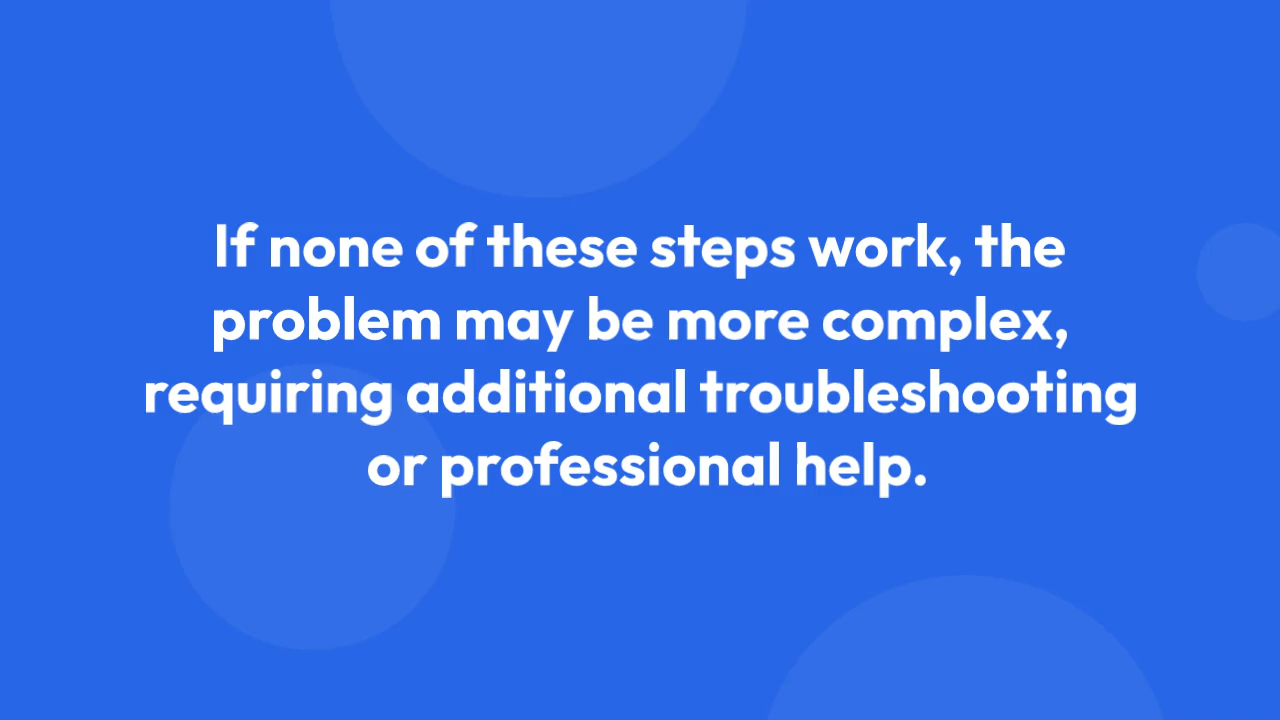 If none of these steps work, the
problem may be more complex,
requiring additional troubleshooting
or professional help.